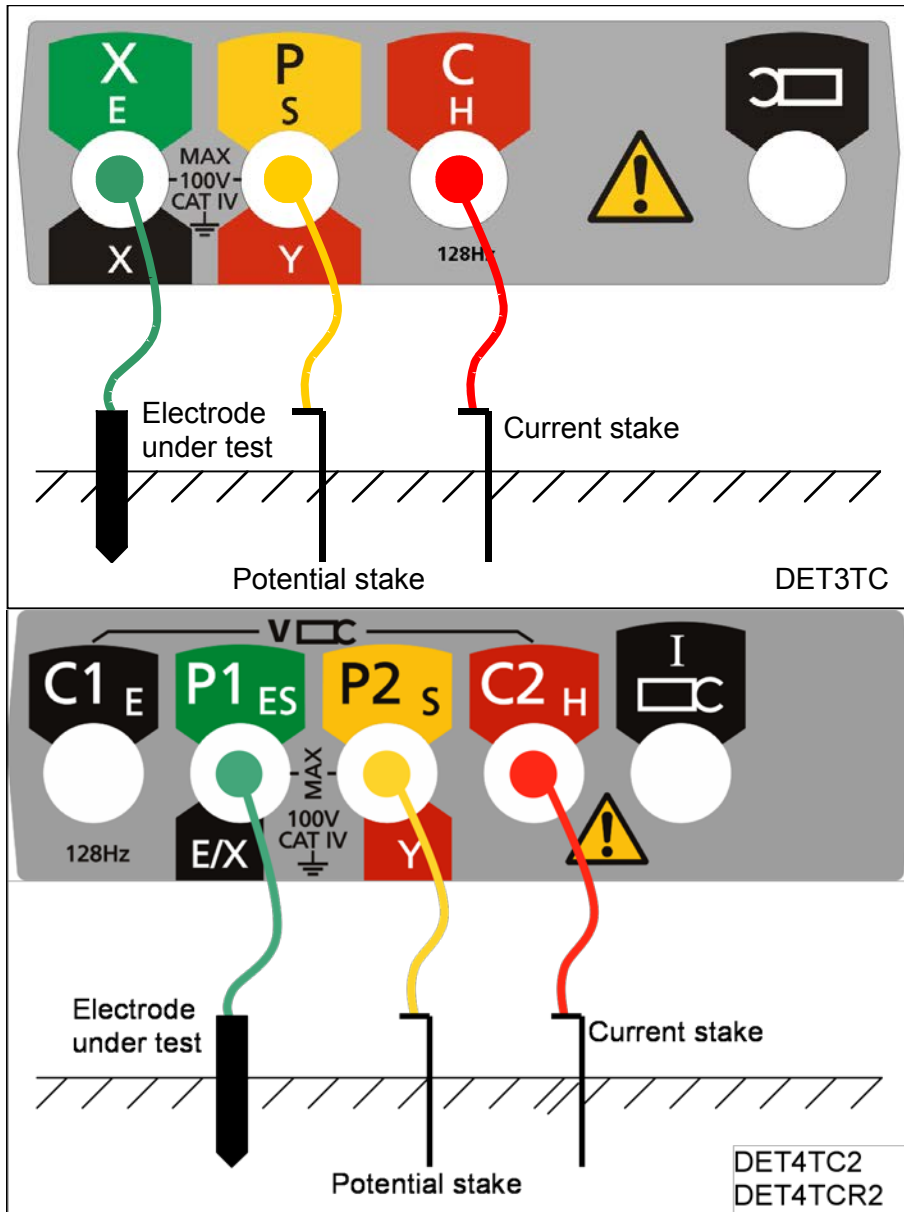 X P C
E S H
MAX
100V
CAT IV
X Y 128Hz
Electrode
under test
Current stake
Potential stake
DET3TC
V C
C1 E P1 ES P2 S C2 H I
C
MAX
100V
CAT IV
128Hz E/X Y
Electrode
under test
Current stake
Potential stake
DET4TC2
DET4TCR2